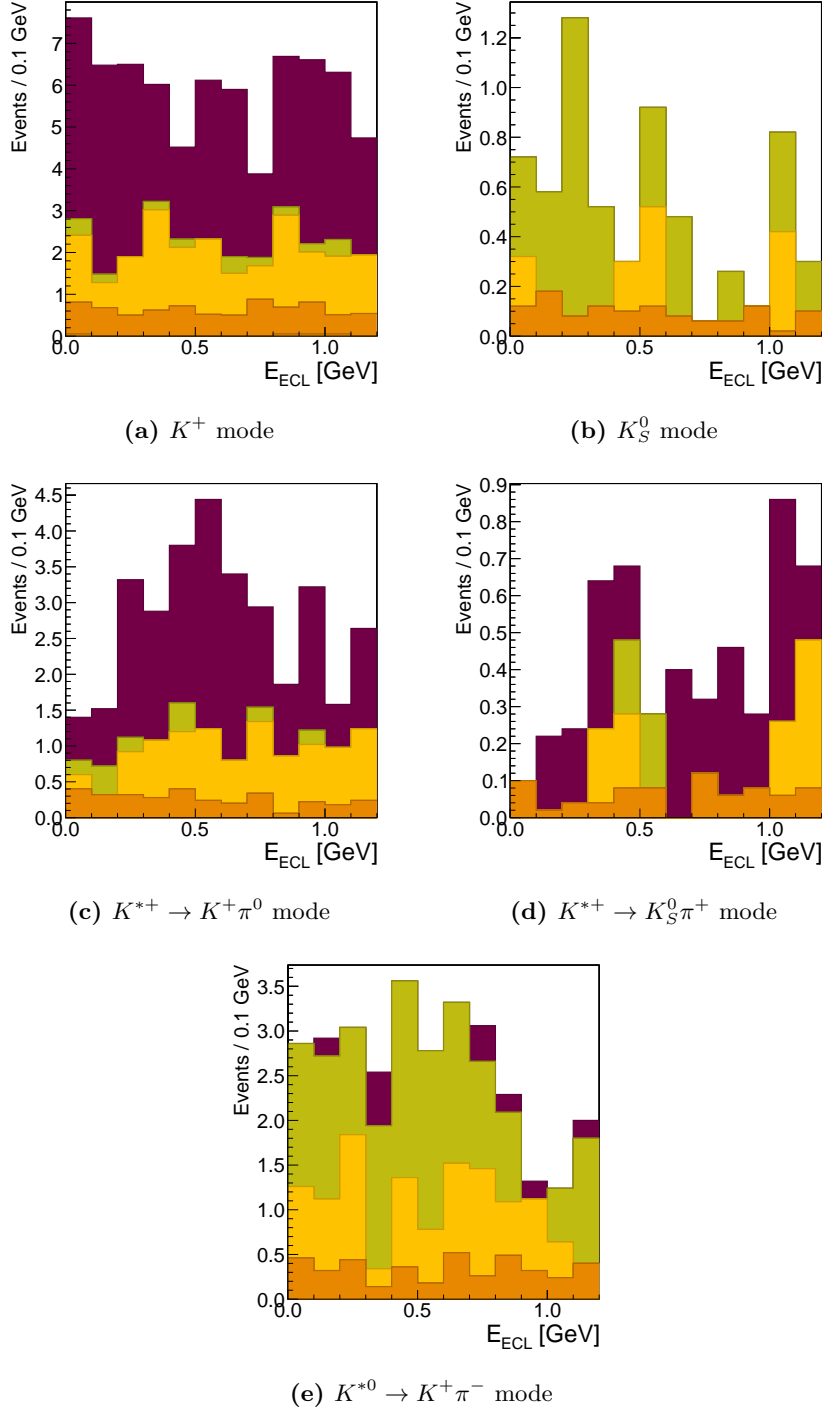 Events / 0.1 GeV
7
6
5
4
3
2
1
0
0.0 0.5 1.0
E_ECL [GeV]
(a) K⁺ mode
Events / 0.1 GeV
1.2
1.0
0.8
0.6
0.4
0.2
0.0
0.0 0.5 1.0
E_ECL [GeV]
(b) K_S^0 mode
Events / 0.1 GeV
4.5
4.0
3.5
3.0
2.5
2.0
1.5
1.0
0.5
0.0
0.0 0.5 1.0
E_ECL [GeV]
(c) K*⁺ → K⁺π⁰ mode
Events / 0.1 GeV
0.9
0.8
0.7
0.6
0.5
0.4
0.3
0.2
0.1
0.0
0.0 0.5 1.0
E_ECL [GeV]
(d) K*⁺ → K_S^0 π⁺ mode
Events / 0.1 GeV
3.5
3.0
2.5
2.0
1.5
1.0
0.5
0.0
0.0 0.5 1.0
E_ECL [GeV]
(e) K*⁰ → K⁺π⁻ mode